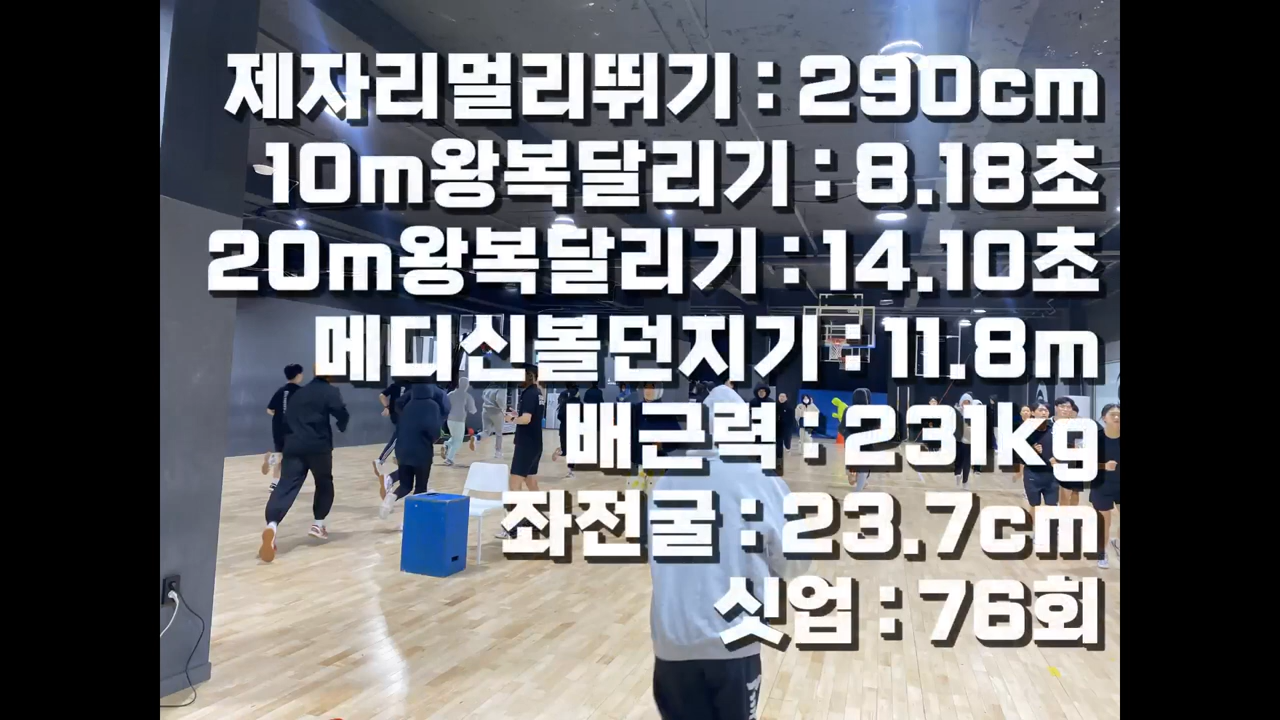 제자리멀리뛰기 : 290cm
10m왕복달리기 : 8.18초
20m왕복달리기 : 14.10초
메디신볼던지기 : 11.8m
배근력 : 231kg
좌전굴 : 23.7cm
싯업 : 76회